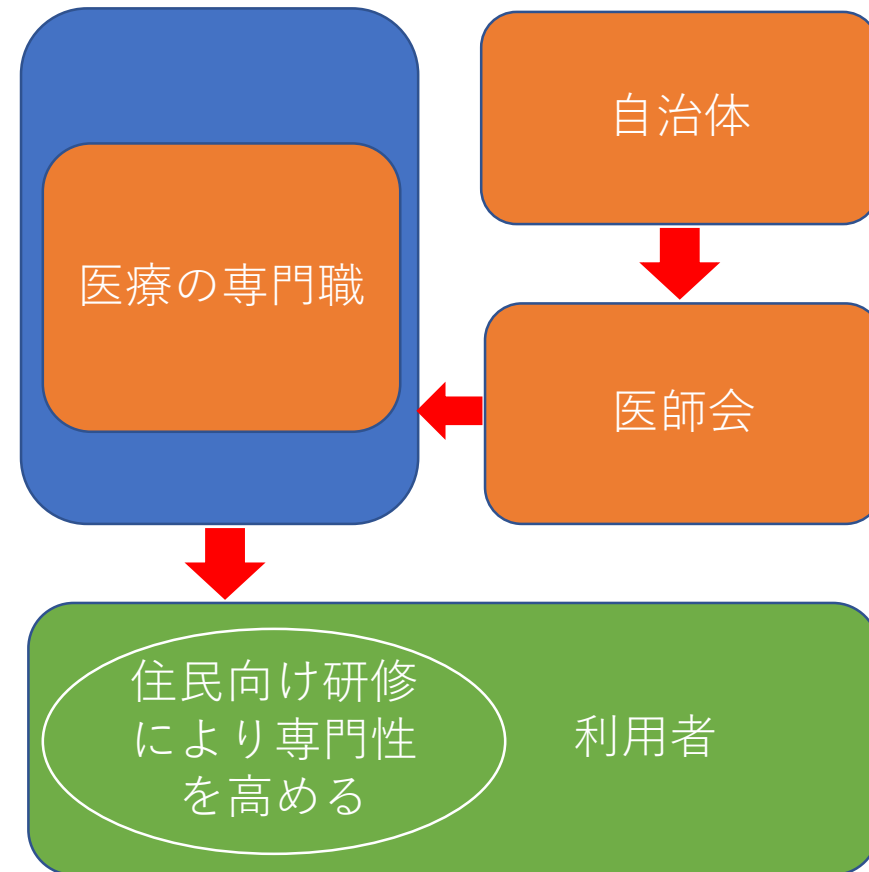 自治体
医療の専門職
医師会
住民向け研修
により専門性
を高める
利用者